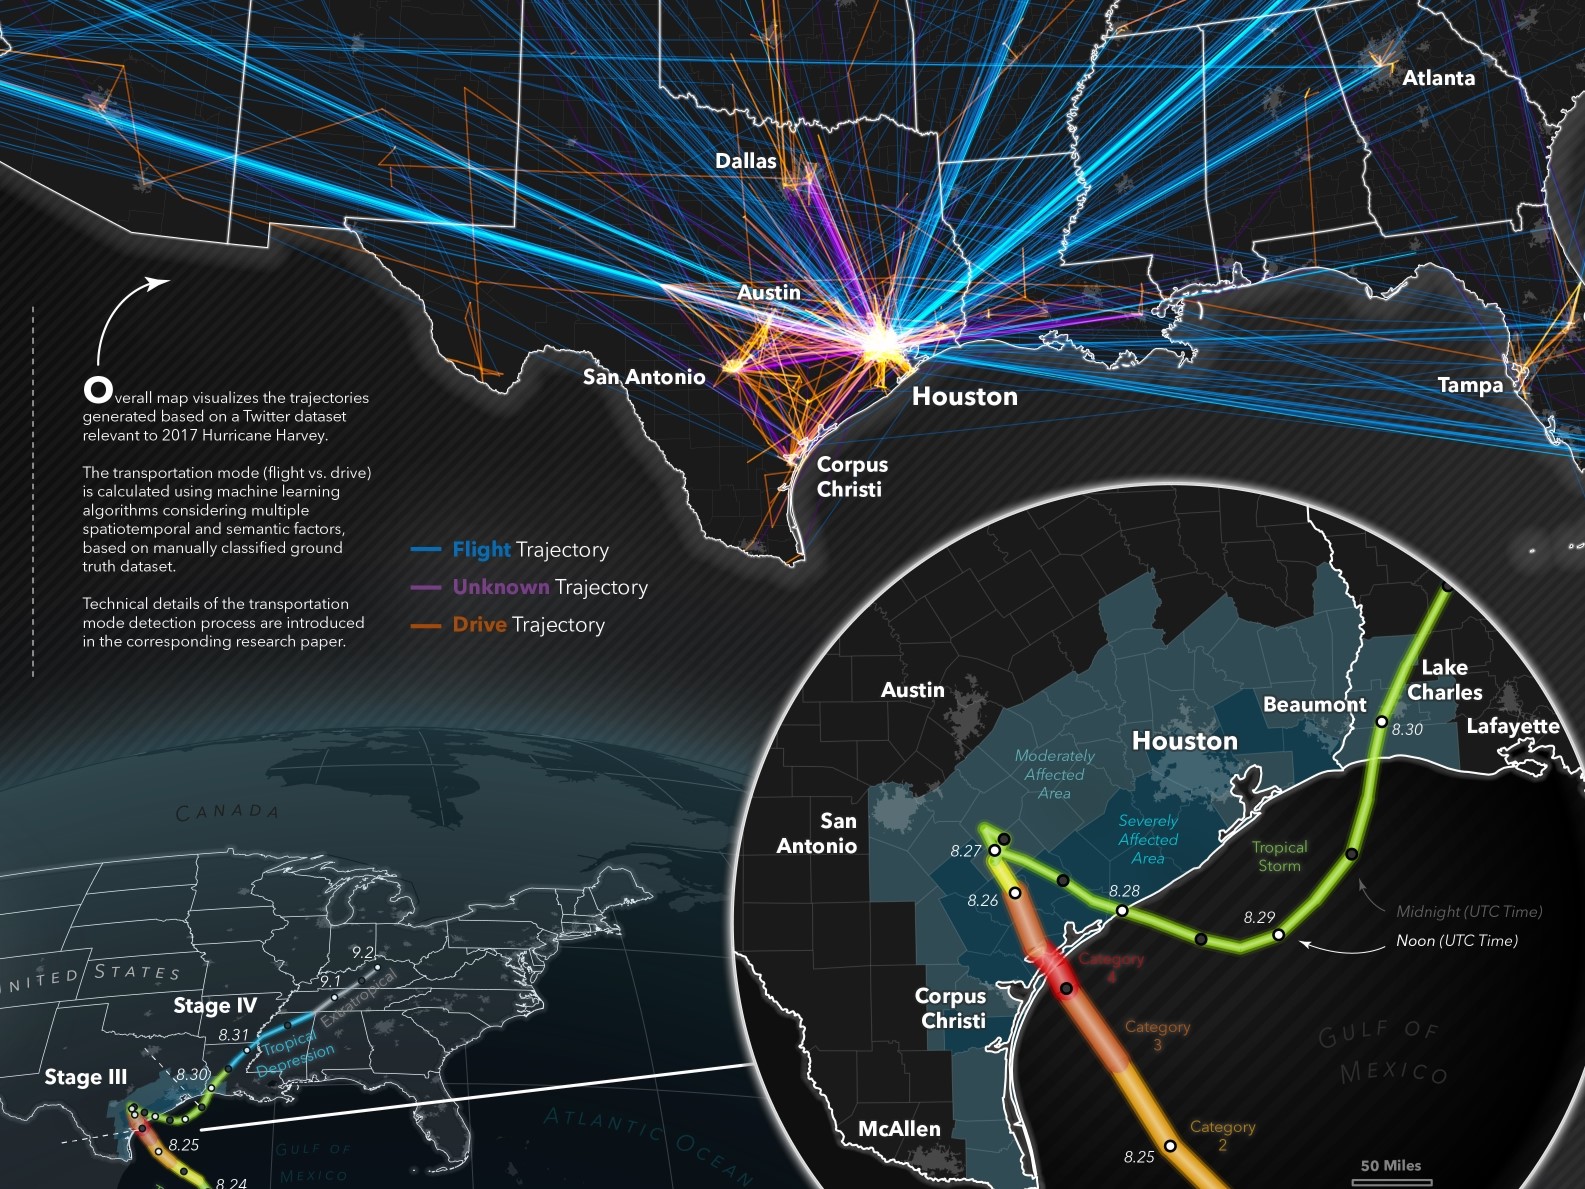 Atlanta
Dallas
Austin
San Antonio
Houston
Tampa
Corpus
Christi
Overall map visualizes the trajectories
generated based on a Twitter dataset
relevant to 2017 Hurricane Harvey.
The transportation mode (flight vs. drive)
is calculated using machine learning
algorithms considering multiple
spatiotemporal and semantic factors,
based on manually classified ground
truth dataset.
Technical details of the transportation
mode detection process are introduced
in the corresponding research paper.
Flight Trajectory
Unknown Trajectory
Drive Trajectory
CANADA
UNITED STATES
9.2
9.1
Extratropical
Stage IV
8.31
Tropical
Depression
Stage III
8.30
8.25
8.24
GULF OF
MEXICO
ATLANTIC OCEAN
Austin
Lake
Charles
Beaumont
Houston
8.30
Lafayette
Moderately
Affected
Area
San
Antonio
Severely
Affected
Area
8.27
Tropical
Storm
8.28
8.26
8.29
Midnight (UTC Time)
Noon (UTC Time)
Category
4
Corpus
Christi
Category
3
GULF OF
MEXICO
McAllen
Category
2
8.25
50 Miles